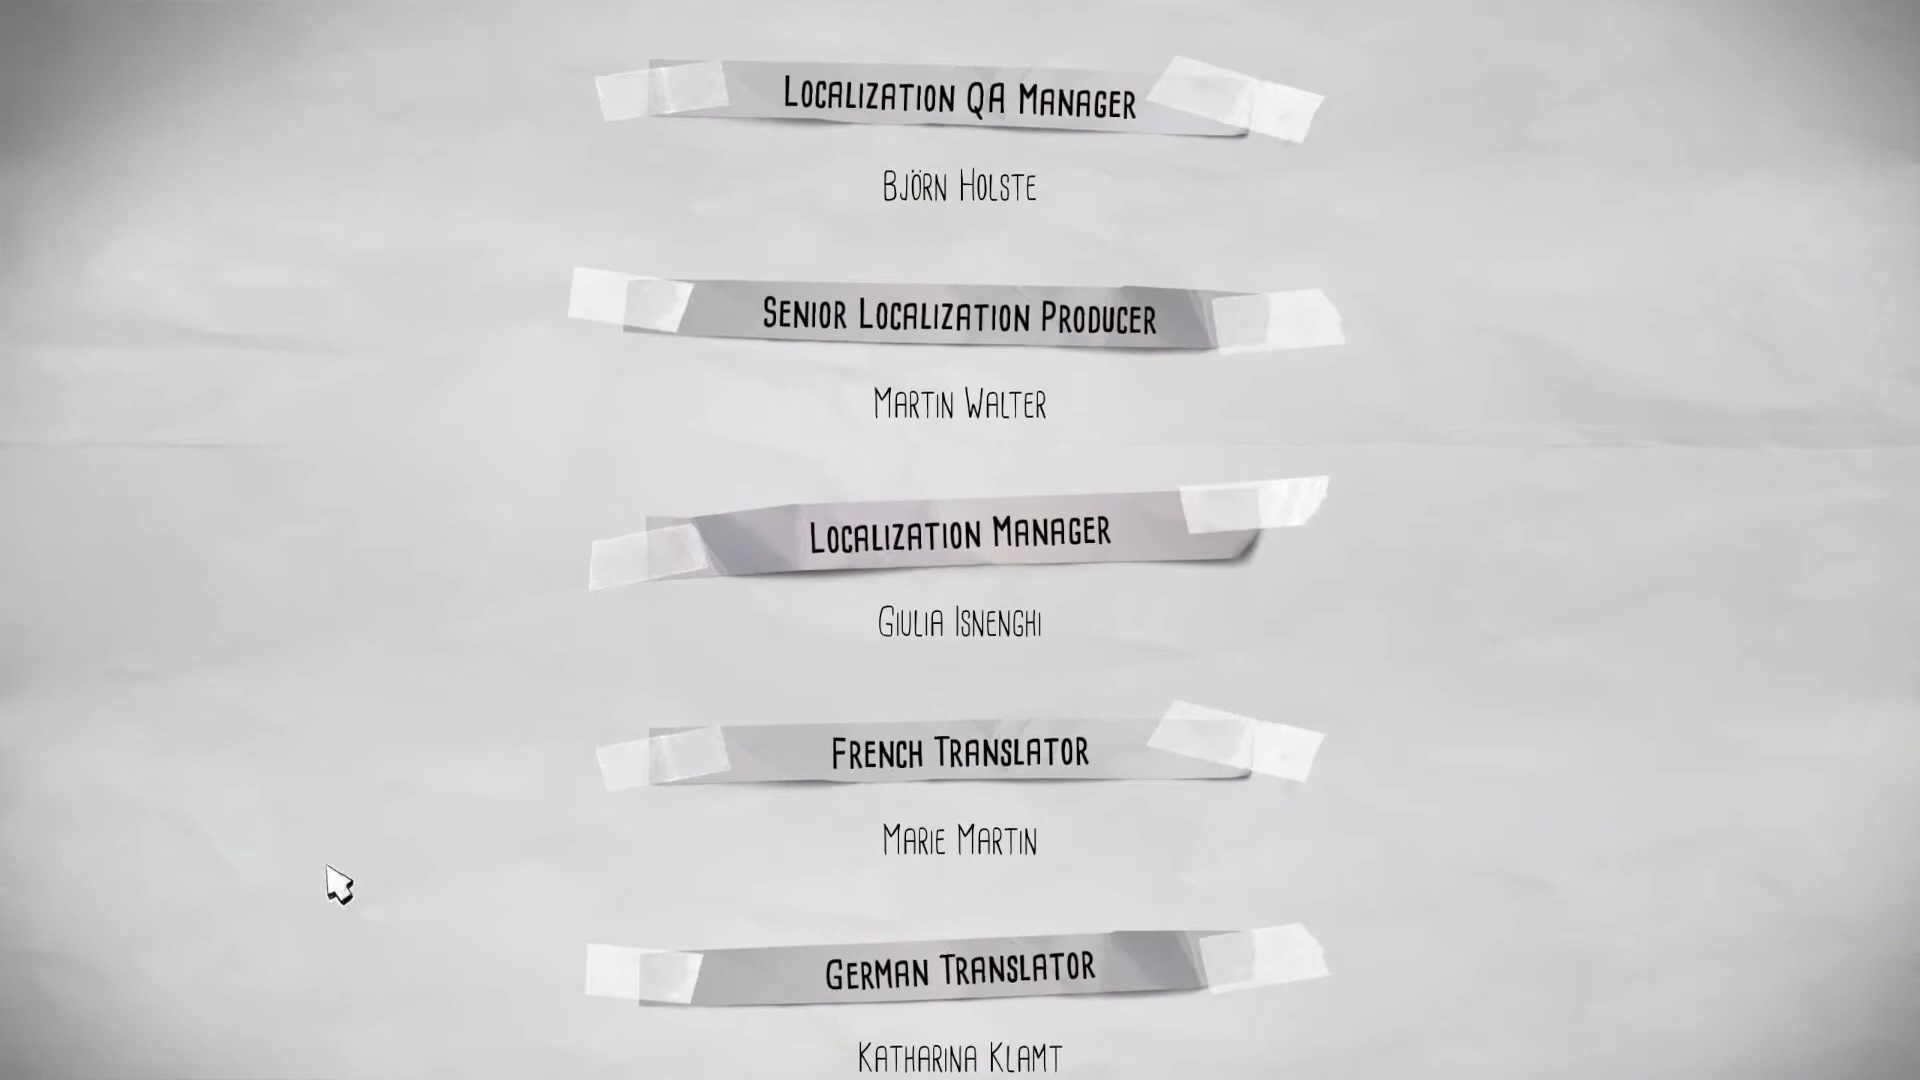 Localization QA Manager
Björn Holste
Senior Localization Producer
Martin Walter
Localization Manager
Giulia Isnenghi
French Translator
Marie Martin
German Translator
Katharina Klamt